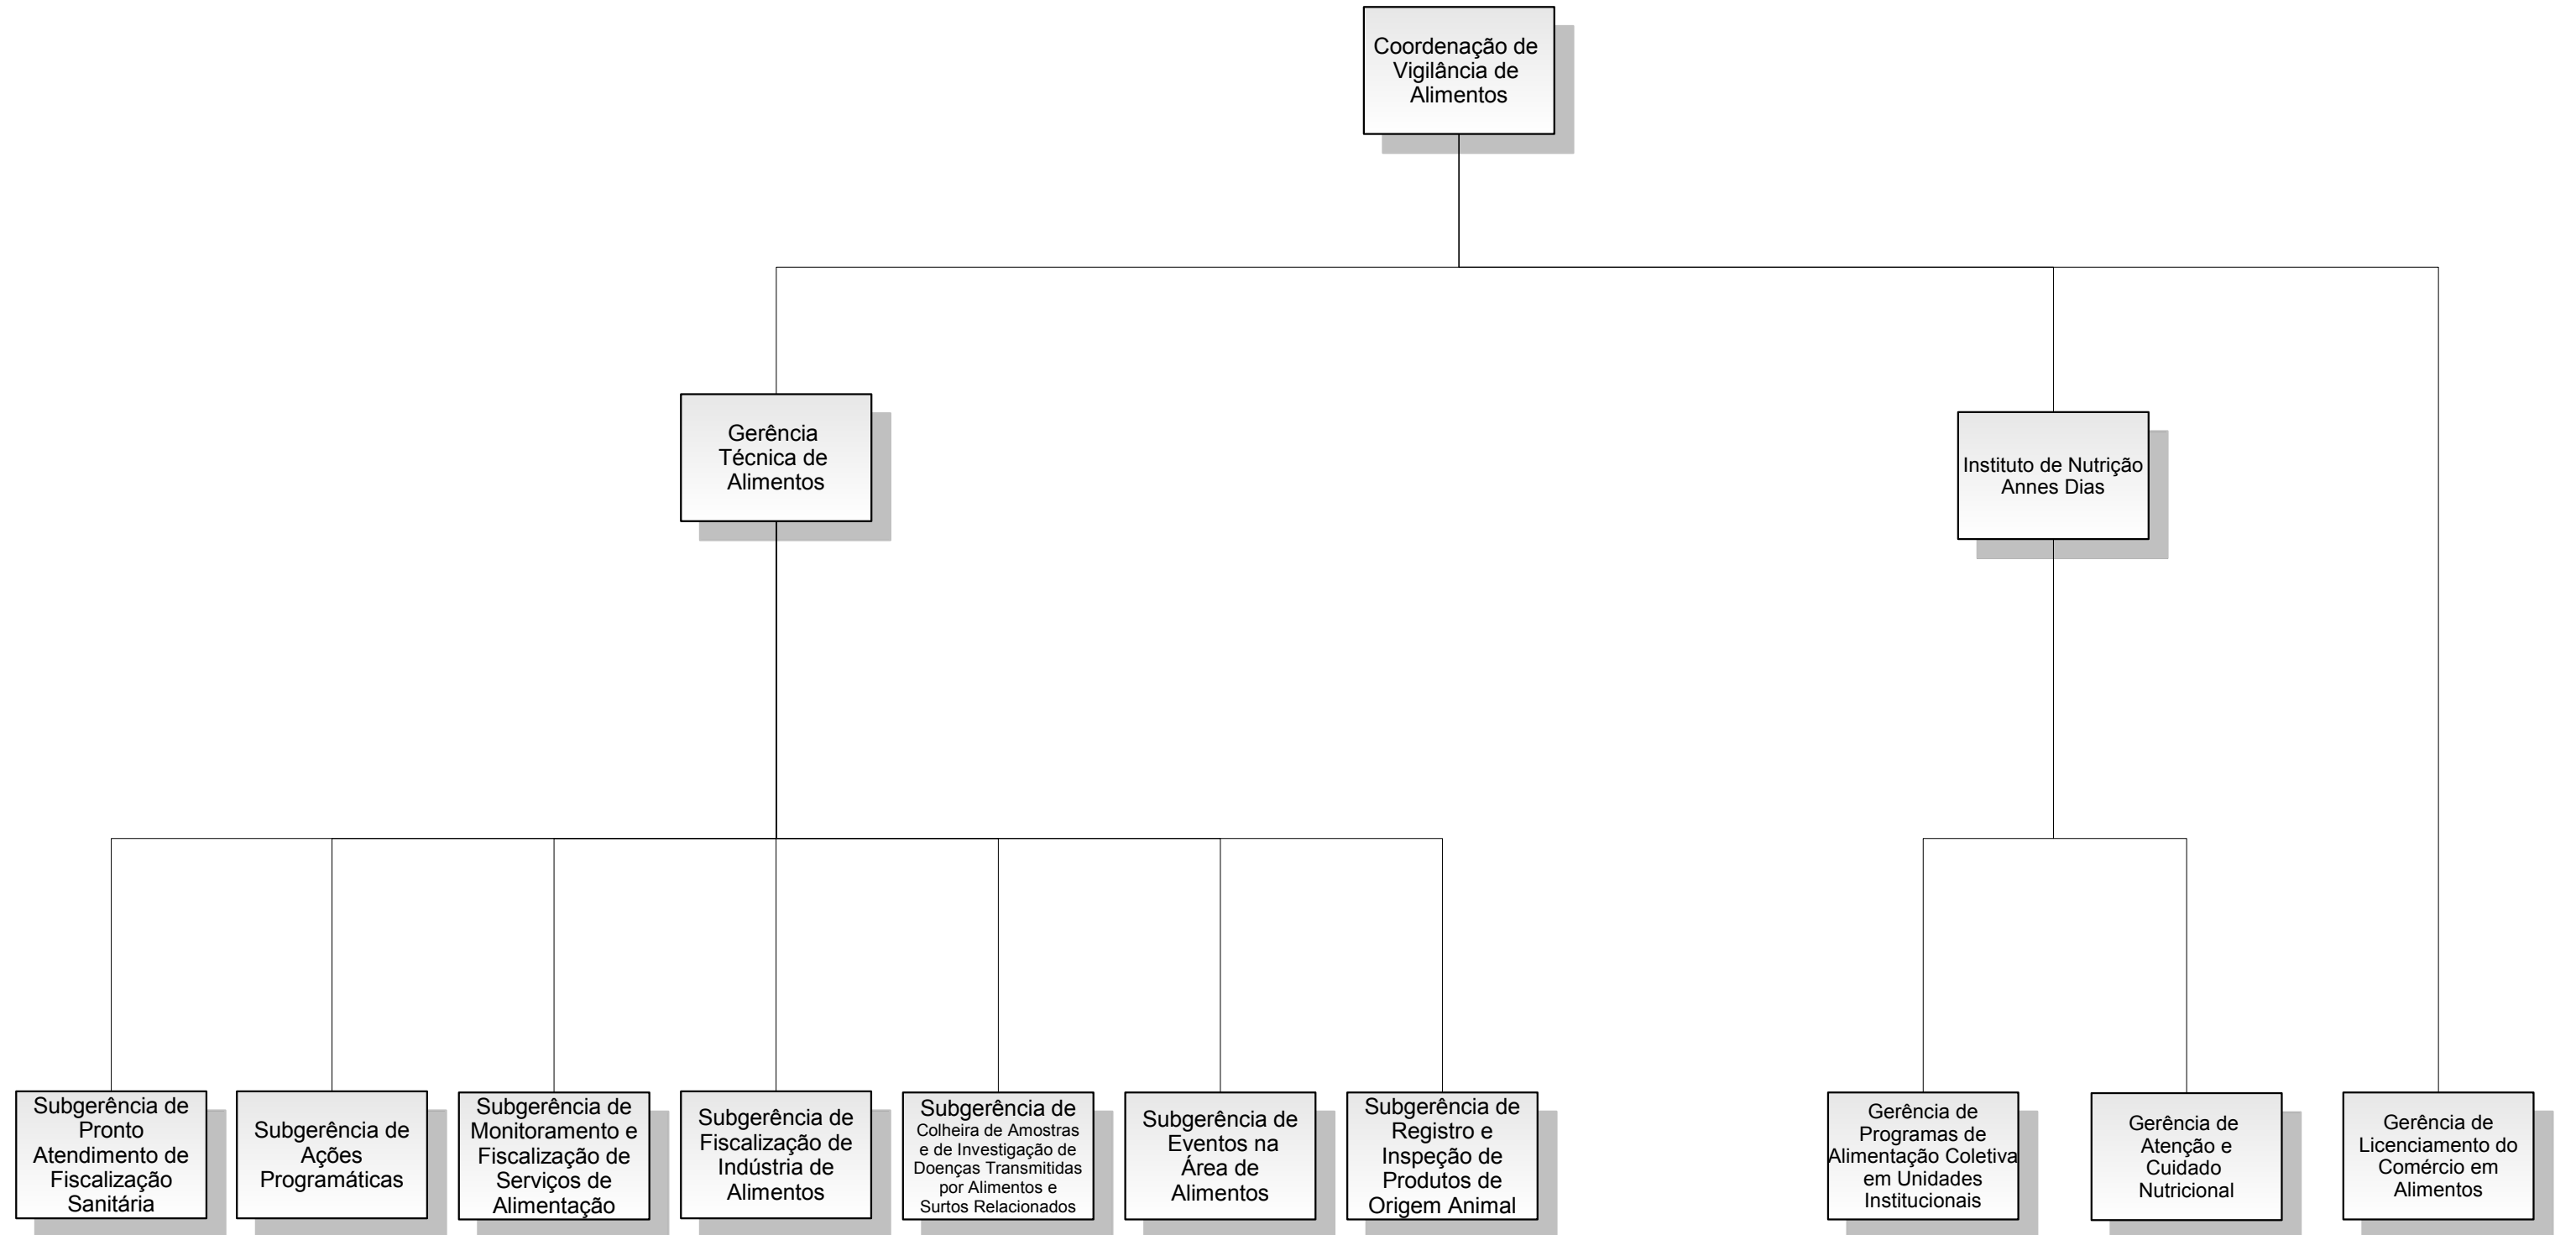 Coordenação de
Vigilância de
Alimentos
Gerência
Técnica de
Alimentos
Instituto de Nutrição
Annes Dias
Subgerência de
Pronto
Atendimento de
Fiscalização
Sanitária
Subgerência de
Ações
Programáticas
Subgerência de
Monitoramento e
Fiscalização de
Serviços de
Alimentação
Subgerência de
Fiscalização de
Indústria de
Alimentos
Subgerência de
Colheira de Amostras
e de Investigação de
Doenças Transmitidas
por Alimentos e
Surtos Relacionados
Subgerência de
Eventos na
Área de
Alimentos
Subgerência de
Registro e
Inspeção de
Produtos de
Origem Animal
Gerência de
Programas de
Alimentação Coletiva
em Unidades
Institucionais
Gerência de
Atenção e
Cuidado
Nutricional
Gerência de
Licenciamento do
Comércio em
Alimentos